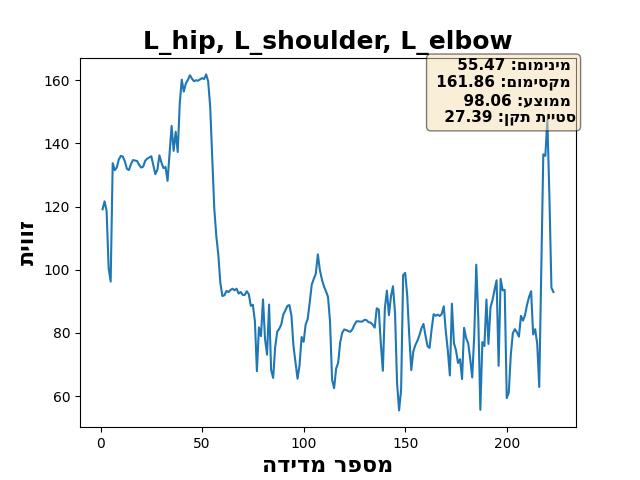 L_hip, L_shoulder, L_elbow
מינימום: 55.47
מקסימום: 161.86
ממוצע: 98.06
סטיית תקן: 27.39
160
140
120
100
80
60
זווית
0 50 100 150 200
מספר מדידה